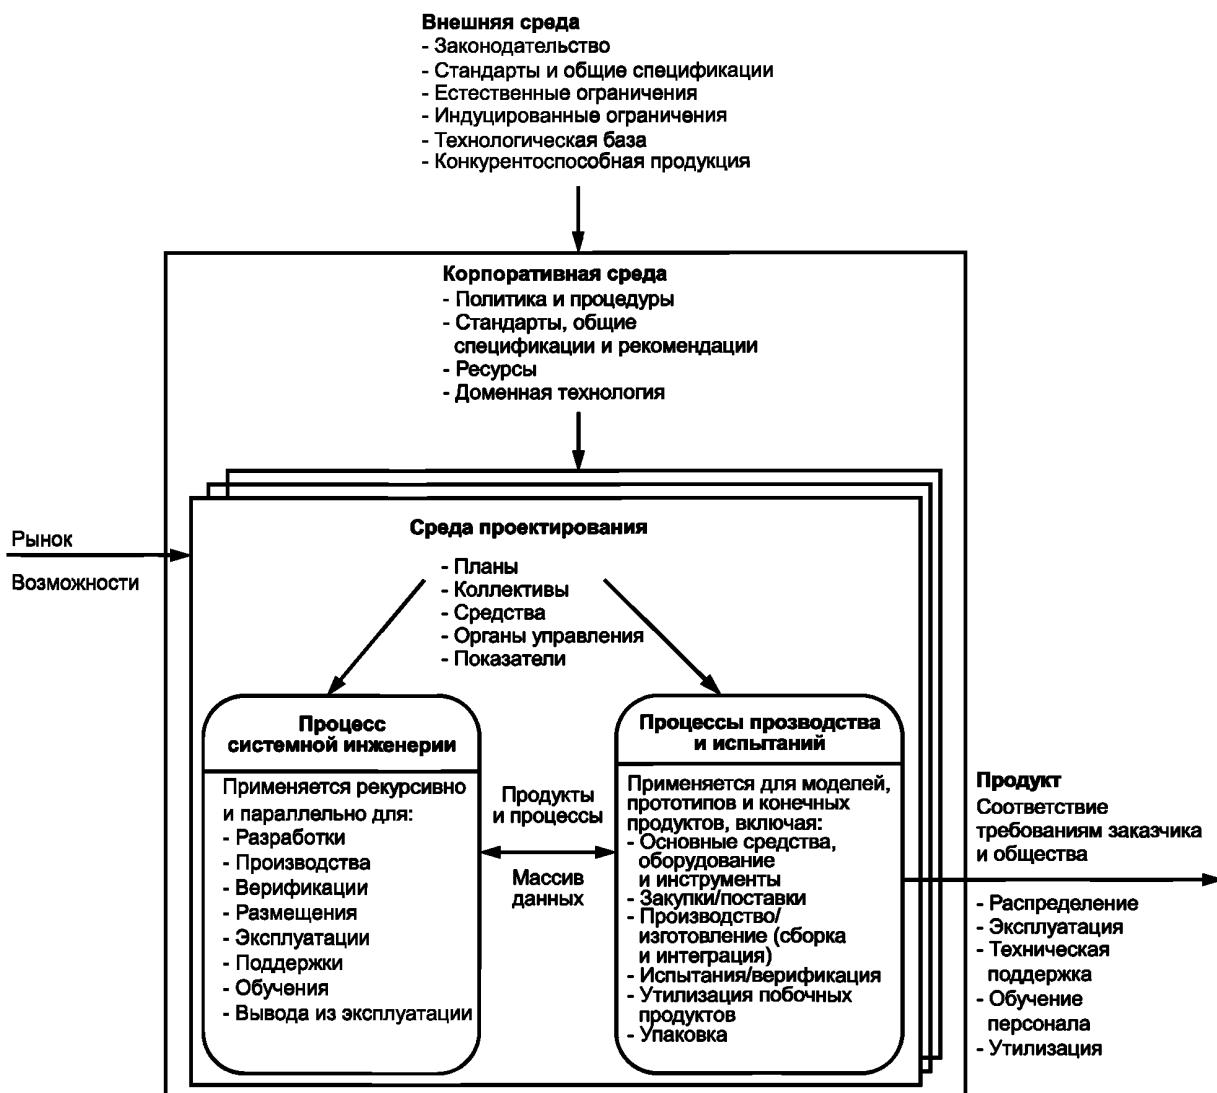 Внешняя среда
- Законодательство
- Стандарты и общие спецификации
- Естественные ограничения
- Индуцированные ограничения
- Технологическая база
- Конкурентоспособная продукция
Корпоративная среда
- Политика и процедуры
- Стандарты, общие
спецификации и рекомендации
- Ресурсы
- Доменная технология
Рынок
Возможности
Среда проектирования
- Планы
- Коллективы
- Средства
- Органы управления
- Показатели
Процесс
системной инженерии
Применяется рекурсивно
и параллельно для:
- Разработки
- Производства
- Верификации
- Размещения
- Эксплуатации
- Поддержки
- Обучения
- Вывода из эксплуатации
Продукты
и процессы
Массив
данных
Процессы прозводства
и испытаний
Применяется для моделей,
прототипов и конечных
продуктов, включая:
- Основные средства,
оборудование
и инструменты
- Закупки/поставки
- Производство/
изготовление (сборка
и интеграция)
- Испытания/верификация
- Утилизация побочных
продуктов
- Упаковка
Продукт
Соответствие
требованиям заказчика
и общества
- Распределение
- Эксплуатация
- Техническая
поддержка
- Обучение
персонала
- Утилизация